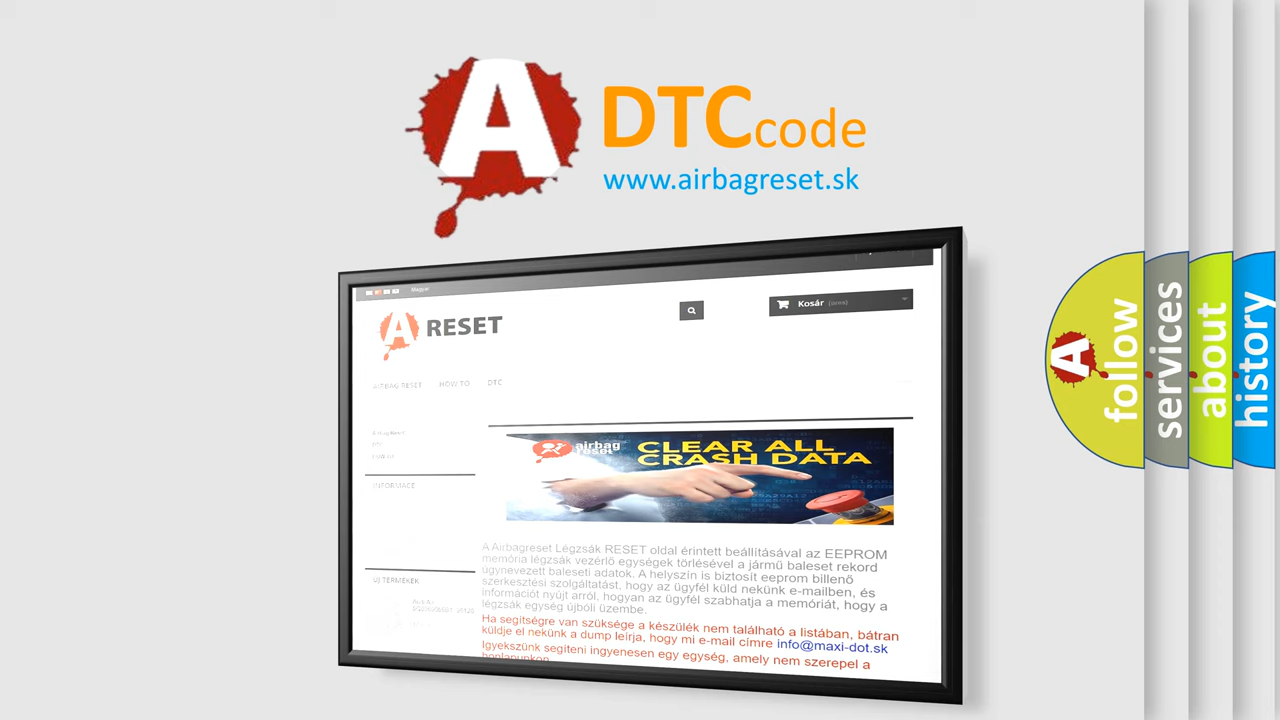 A DTC code
www.airbagreset.sk
Magyar
Kosár (üres)
A RESET
AIRBAG RESET HOW TO DTC
INFORMACE
ÚJ TERMÉKEK
airbag
reset
CLEAR ALL
CRASH DATA
A Airbagreset Légzsák RESET oldal érintett beállításával az EEPROM
memória légzsák vezérlő egységek törlésével a jármű baleset rekord
úgynevezett baleseti adatok. A helyszín is biztosít eeprom billenő
szerkesztési szolgáltatást, hogy az ügyfél küld nekünk e-mailben, és
információt nyújt arról, hogyan az ügyfél szabhatja a memóriát, hogy a
légzsák egység újbóli üzembe.
Ha segítségre van szüksége a készülék nem található a listában, bátran
küldje el nekünk a dump leírja, hogy mi e-mail címre info@maxi-dot.sk
Igyekszünk segíteni ingyenesen egy egység, amely nem szerepel a
honlapunkon
A follow
services
about
history